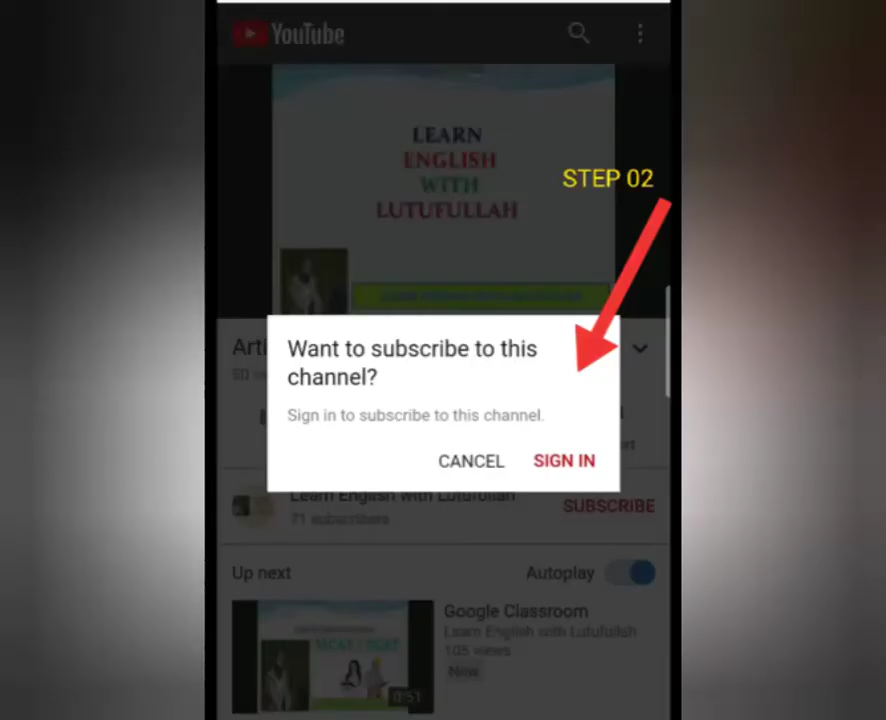 YouTube
LEARN
ENGLISH
WITH
LUTUFULLAH
STEP 02
Want to subscribe to this
channel?
Sign in to subscribe to this channel.
CANCEL
SIGN IN
Learn English with Lutufullah
71 subscribers
SUBSCRIBE
Up next
Autoplay
Google Classroom
Learn English with Lutufullah
105 views
New
0:51